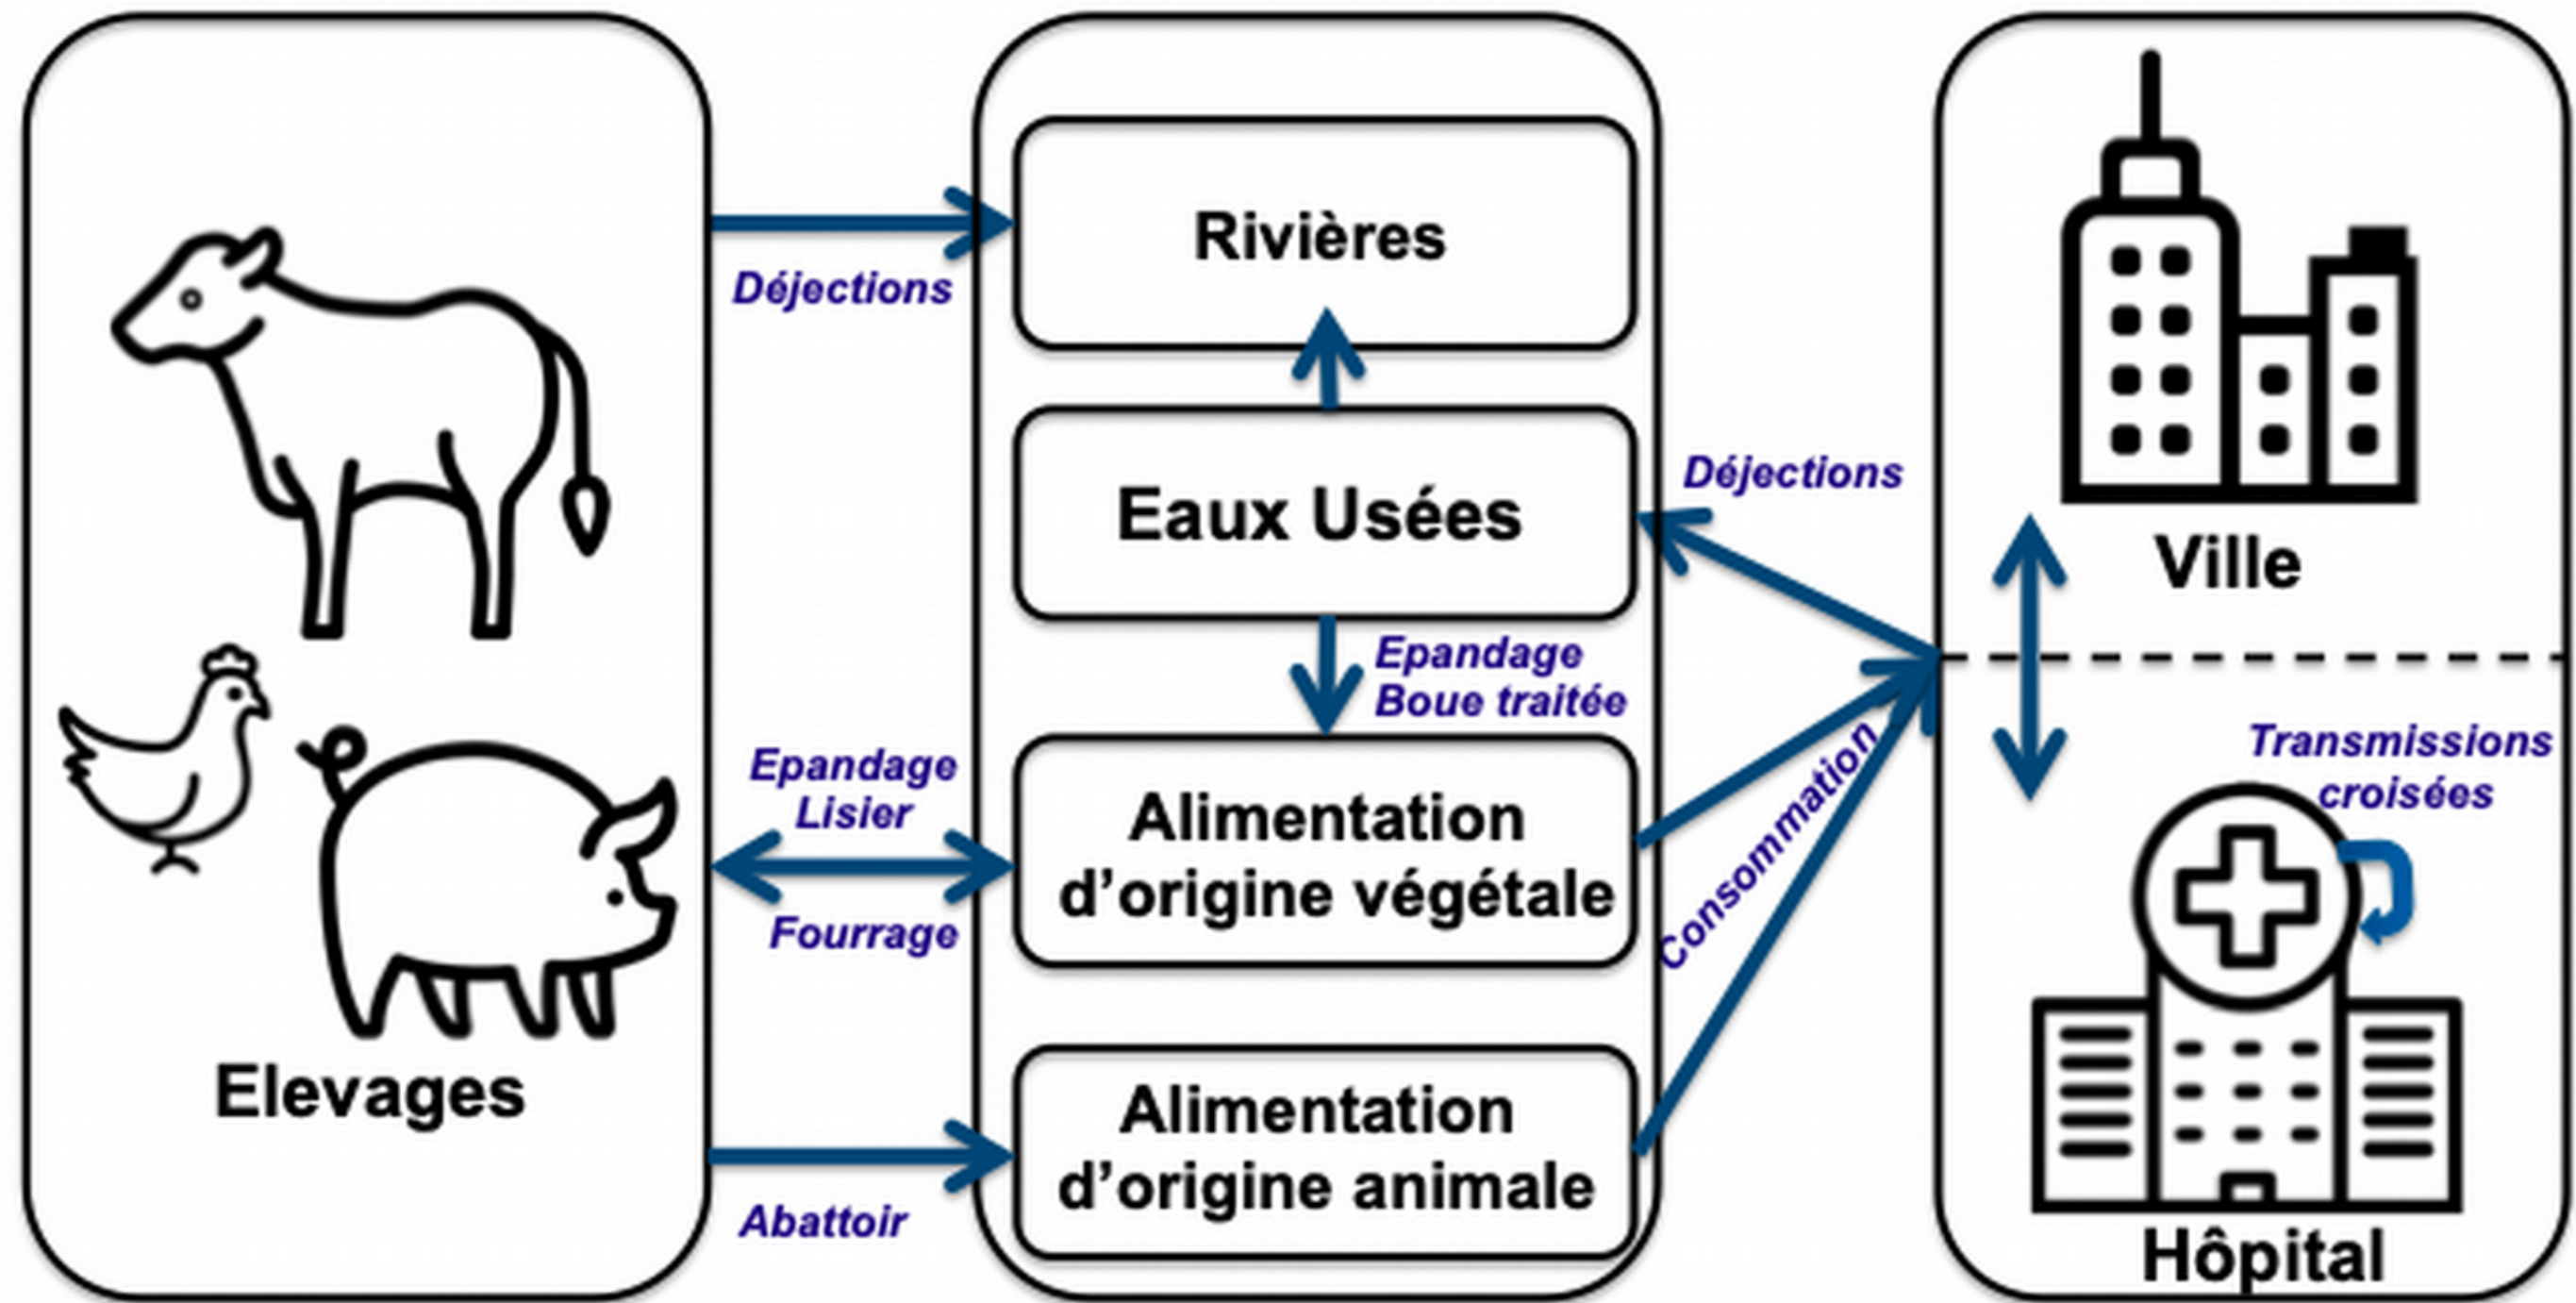 Rivières
Déjections
Eaux Usées
Déjections
Ville
Epandage
Boue traitée
Transmissions
croisées
Epandage
Lisier
Fourrage
Alimentation
d’origine végétale
Consommation
Elevages
Alimentation
d’origine animale
Abattoir
Hôpital